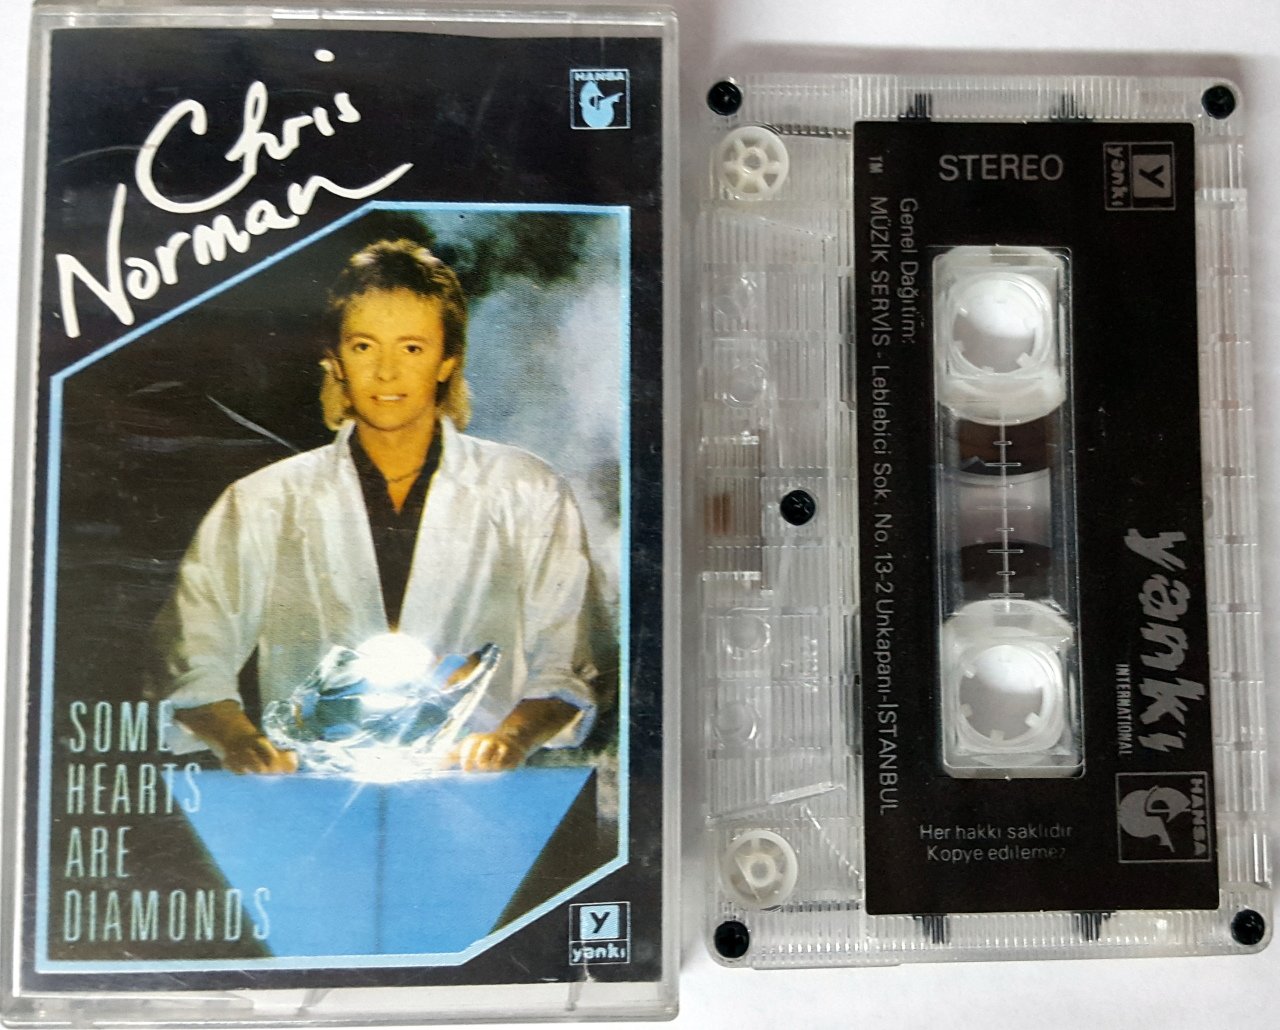 Chris
Norman
HANSA
SOME
HEARTS
ARE
DIAMONDS
Y
yankı
STEREO
Y
yankı
Genel Dağıtım:
TM MÜZİK SERVİS - Leblebici Sok. No. 13-2 Unkapanı-İSTANBUL
yankı
INTERNATIONAL
HANSA
Her hakkı saklıdır
Kopye edilemez